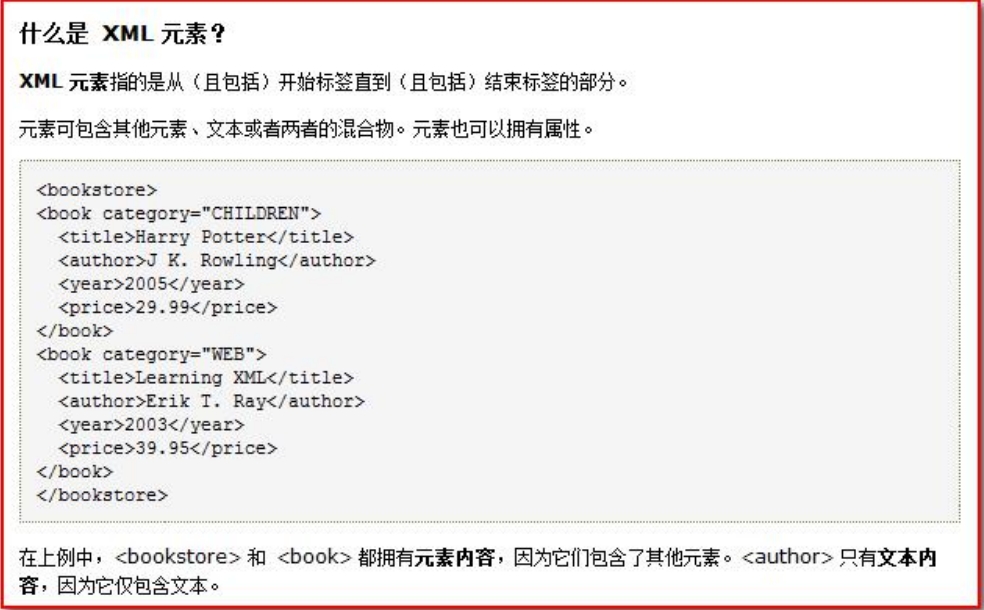 什么是 XML 元素？
XML 元素指的是从（且包括）开始标签直到（且包括）结束标签的部分。
元素可包含其他元素、文本或者两者的混合物。元素也可以拥有属性。
<bookstore>
<book category="CHILDREN">
  <title>Harry Potter</title>
  <author>J K. Rowling</author>
  <year>2005</year>
  <price>29.99</price>
</book>
<book category="WEB">
  <title>Learning XML</title>
  <author>Erik T. Ray</author>
  <year>2003</year>
  <price>39.95</price>
</book>
</bookstore>
在上例中，<bookstore> 和 <book> 都拥有元素内容，因为它们包含了其他元素。<author> 只有文本内
容，因为它仅包含文本。